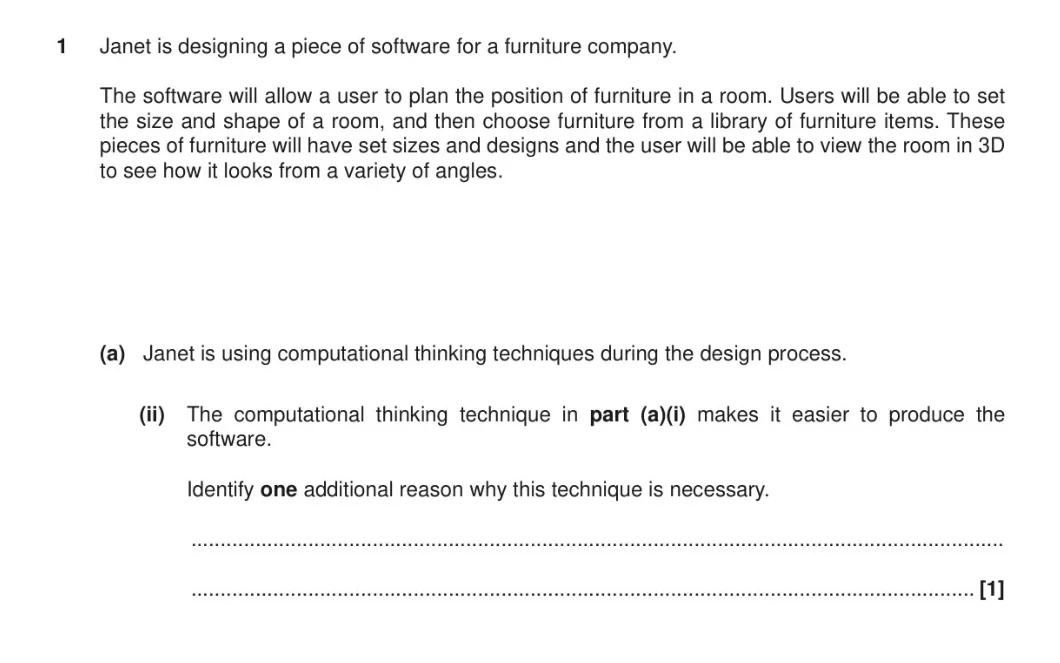 1 Janet is designing a piece of software for a furniture company.
The software will allow a user to plan the position of furniture in a room. Users will be able to set
the size and shape of a room, and then choose furniture from a library of furniture items. These
pieces of furniture will have set sizes and designs and the user will be able to view the room in 3D
to see how it looks from a variety of angles.
(a) Janet is using computational thinking techniques during the design process.
(ii) The computational thinking technique in part (a)(i) makes it easier to produce the
software.
Identify one additional reason why this technique is necessary.
..........................................................................................
.......................................................................................... [1]